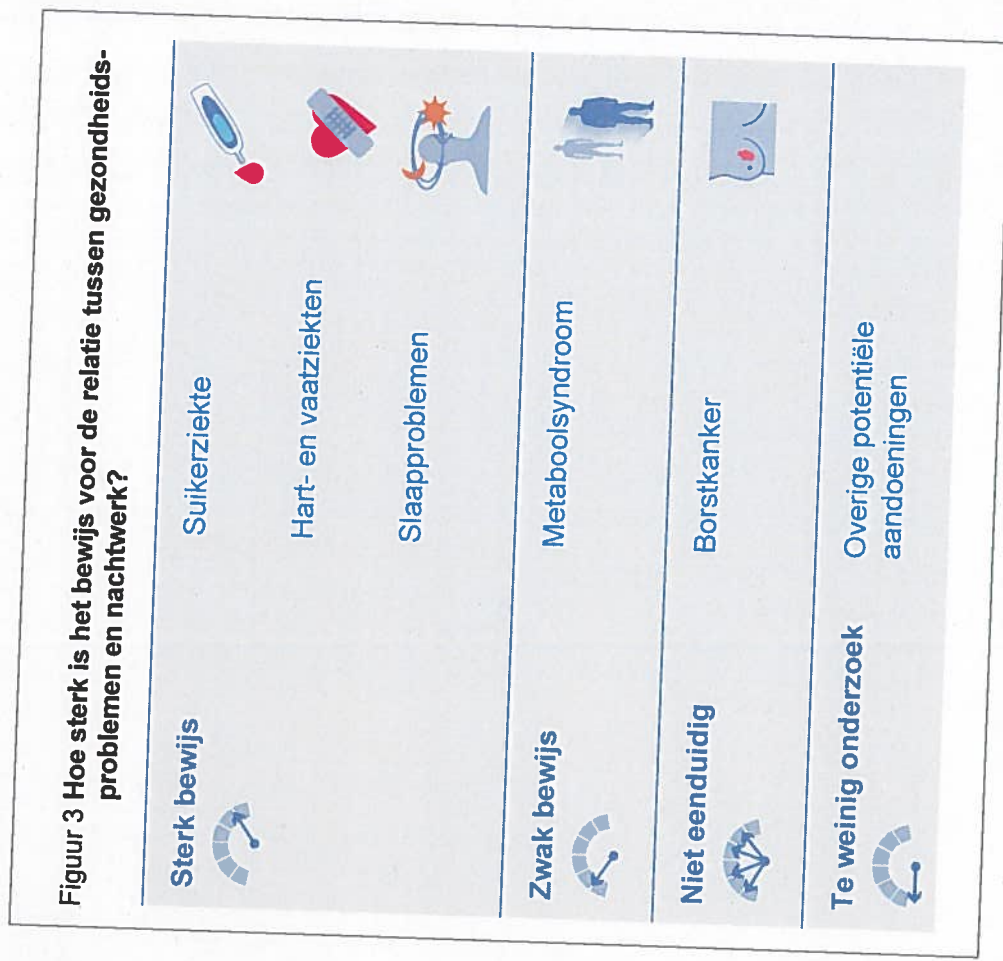 Figuur 3 Hoe sterk is het bewijs voor de relatie tussen gezondheids-
problemen en nachtwerk?
Sterk bewijs
Suikerziekte
Hart- en vaatziekten
Slaapproblemen
Zwak bewijs
Metaboolsyndroom
Niet eenduidig
Borstkanker
Te weinig onderzoek
Overige potentiële
aandoeningen